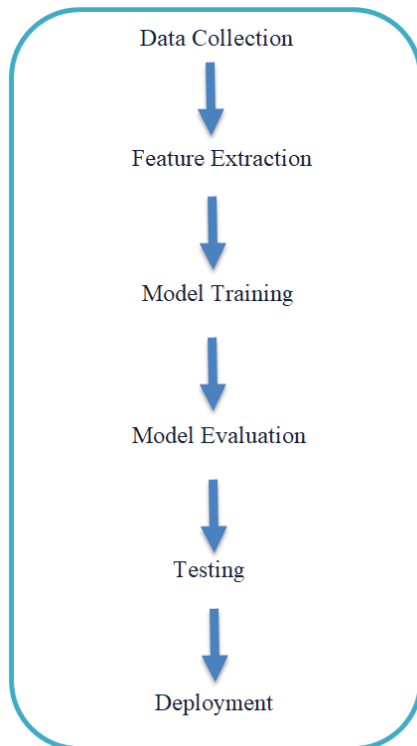 Data Collection
Feature Extraction
Model Training
Model Evaluation
Testing
Deployment